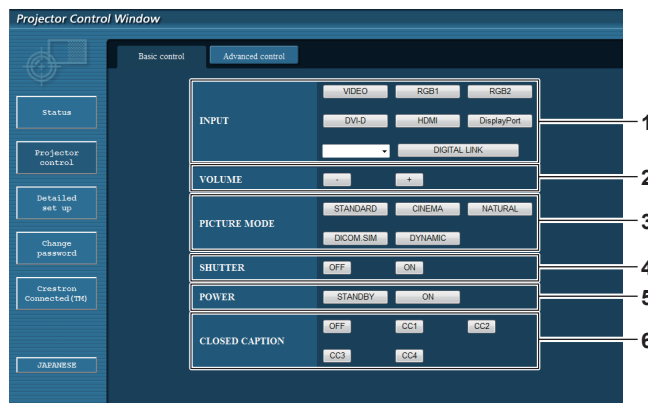 Projector Control Window
Basic control Advanced control
Status
Projector control
Detailed set up
Change password
Crestron Connected(TM)
JAPANESE
INPUT
VIDEO RGB1 RGB2
DVI-D HDMI DisplayPort
DIGITAL LINK
1
VOLUME - + 2
PICTURE MODE
STANDARD CINEMA NATURAL
DICOM.SIM DYNAMIC
3
SHUTTER OFF ON 4
POWER STANDBY ON 5
CLOSED CAPTION
OFF CC1 CC2
CC3 CC4
6